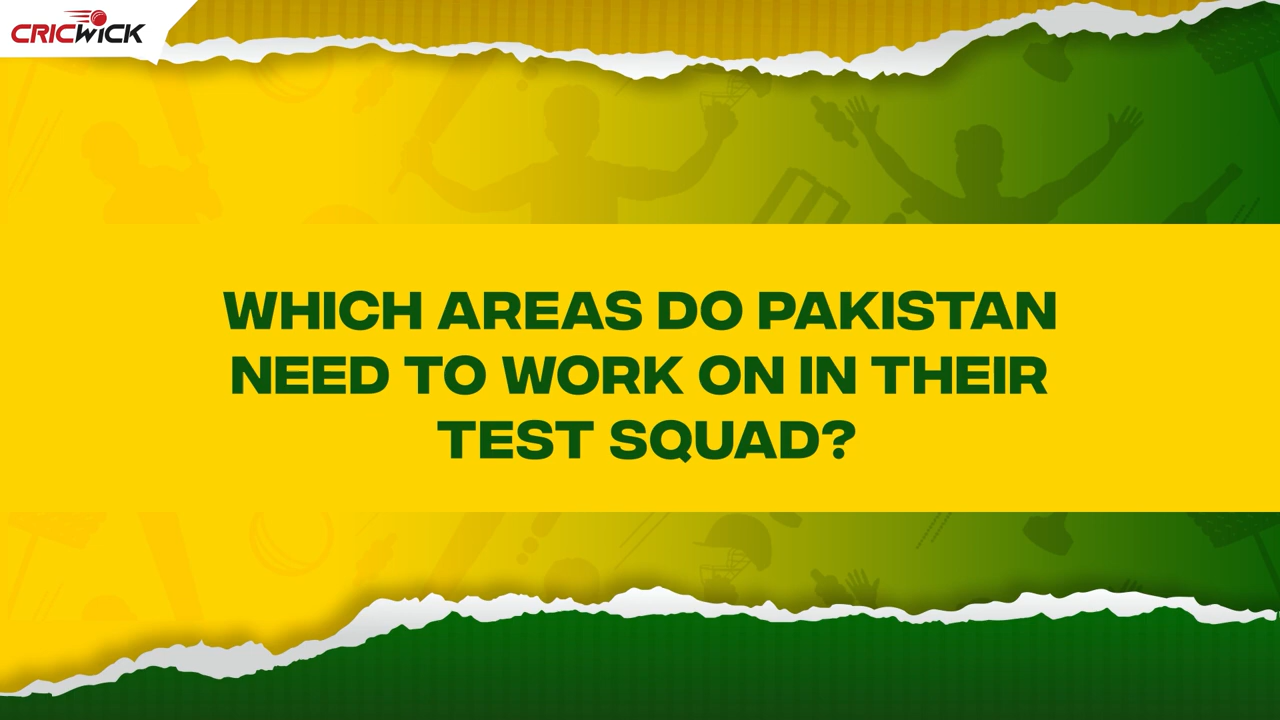 CRICWICK
WHICH AREAS DO PAKISTAN
NEED TO WORK ON IN THEIR
TEST SQUAD?